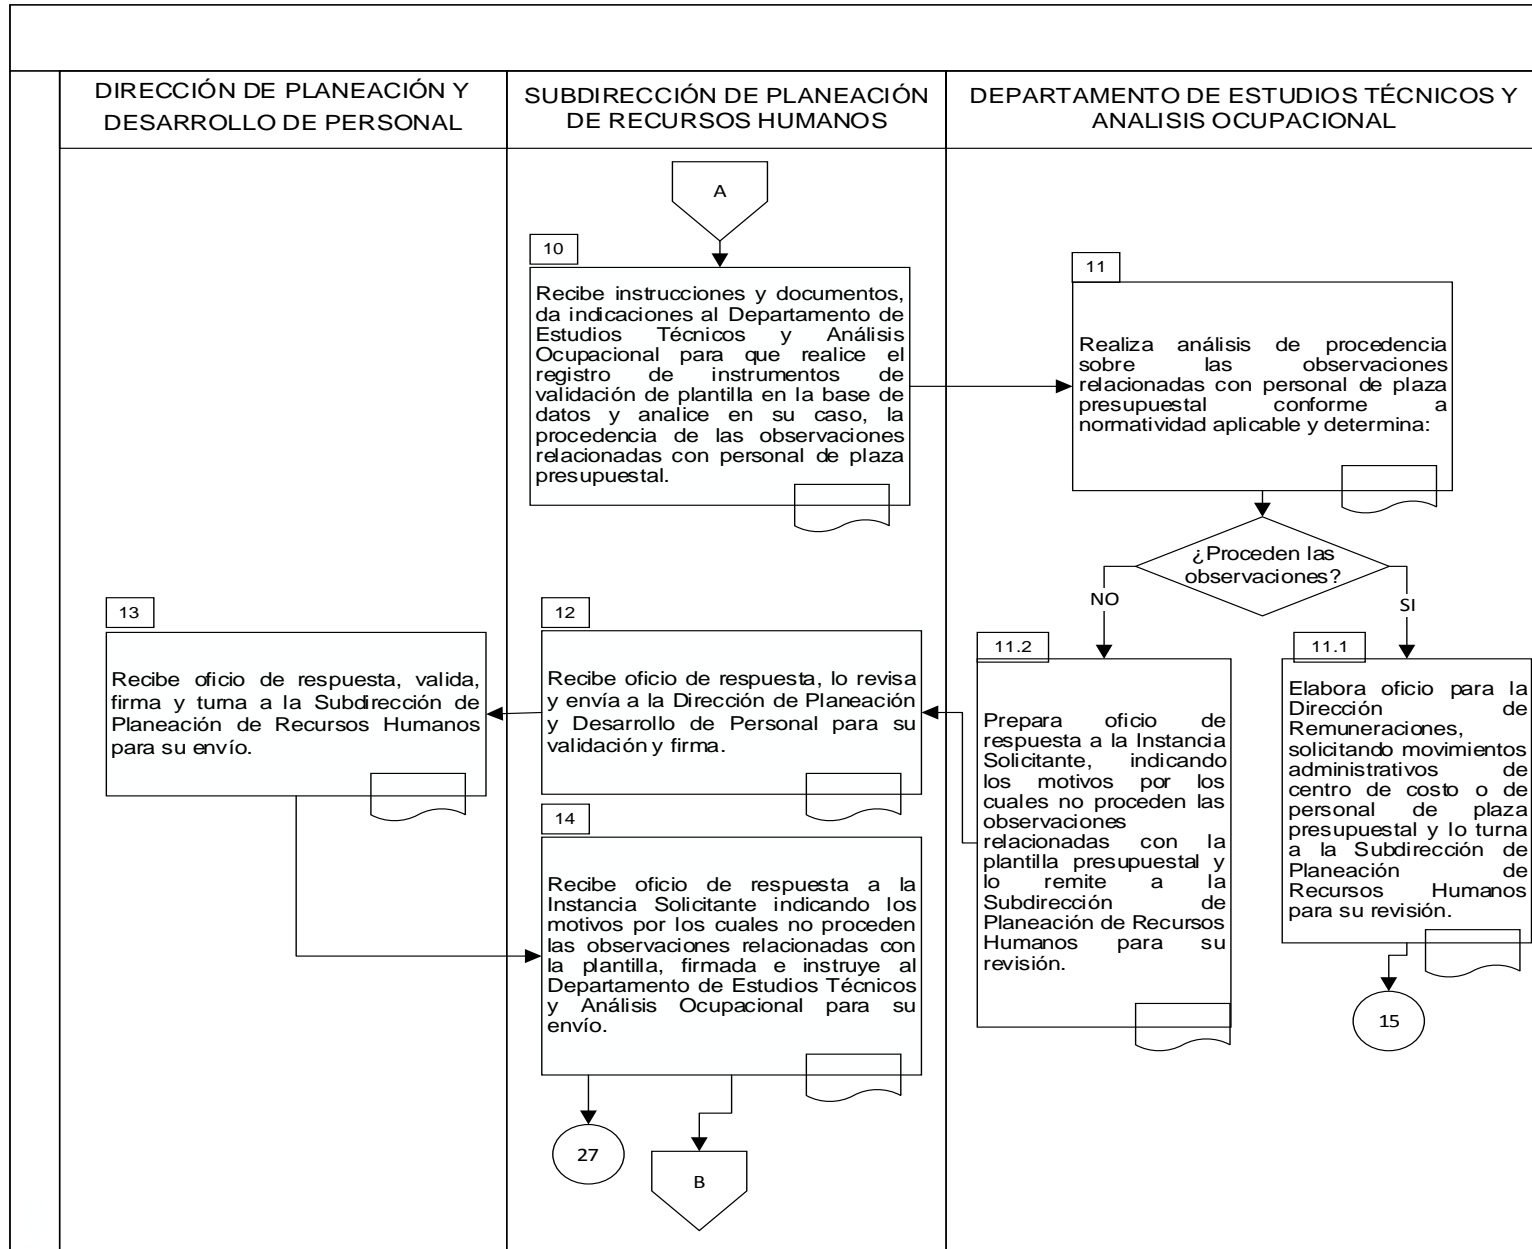 DIRECCIÓN DE PLANEACIÓN Y
DESARROLLO DE PERSONAL
SUBDIRECCIÓN DE PLANEACIÓN
DE RECURSOS HUMANOS
DEPARTAMENTO DE ESTUDIOS TÉCNICOS Y
ANALISIS OCUPACIONAL
A
10
Recibe instrucciones y documentos,
da indicaciones al Departamento de
Estudios Técnicos y Análisis
Ocupacional para que realice el
registro de instrumentos de
validación de plantilla en la base de
datos y analice en su caso, la
procedencia de las observaciones
relacionadas con personal de plaza
presupuestal.
11
Realiza análisis de procedencia
sobre las observaciones
relacionadas con personal de plaza
presupuestal conforme a
normatividad aplicable y determina:
¿Proceden las
observaciones?
NO
SI
13
Recibe oficio de respuesta, valida,
firma y turna a la Subdirección de
Planeación de Recursos Humanos
para su envío.
12
Recibe oficio de respuesta, lo revisa
y envía a la Dirección de Planeación
y Desarrollo de Personal para su
validación y firma.
11.2
Prepara oficio de
respuesta a la Instancia
Solicitante, indicando
los motivos por los
cuales no proceden las
observaciones
relacionadas con la
plantilla presupuestal y
lo remite a la
Subdirección de
Planeación de Recursos
Humanos para su
revisión.
11.1
Elabora oficio para la
Dirección de
Remuneraciones,
solicitando movimientos
administrativos de
centro de costo o de
personal de plaza
presupuestal y lo turna
a la Subdirección de
Planeación de
Recursos Humanos
para su revisión.
14
Recibe oficio de respuesta a la
Instancia Solicitante indicando los
motivos por los cuales no proceden
las observaciones relacionadas con
la plantilla, firmada e instruye al
Departamento de Estudios Técnicos
y Análisis Ocupacional para su
envío.
15
27
B